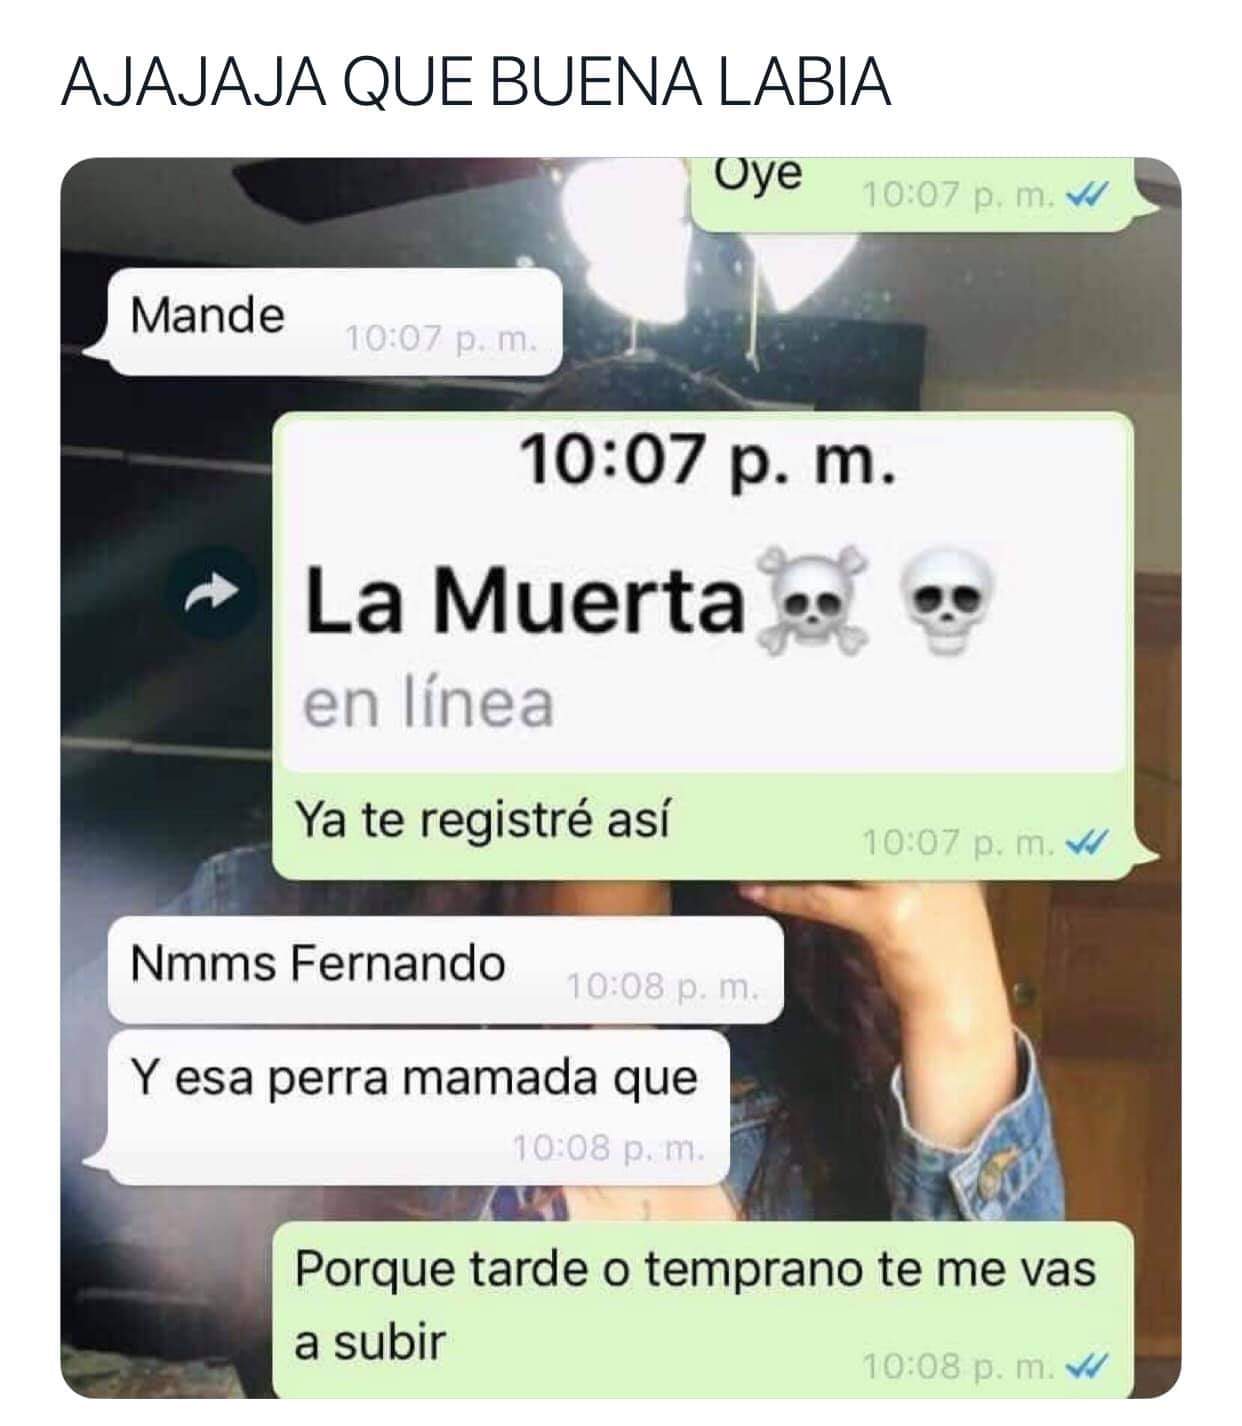 AJAJAJA QUE BUENA LABIA
Oye
10:07 p. m.
Mande
10:07 p. m.
10:07 p. m.
La Muerta☠️ 💀
en línea
Ya te registré así
10:07 p. m.
Nmms Fernando
10:08 p. m.
Y esa perra mamada que
10:08 p. m.
Porque tarde o temprano te me vas
a subir
10:08 p. m.